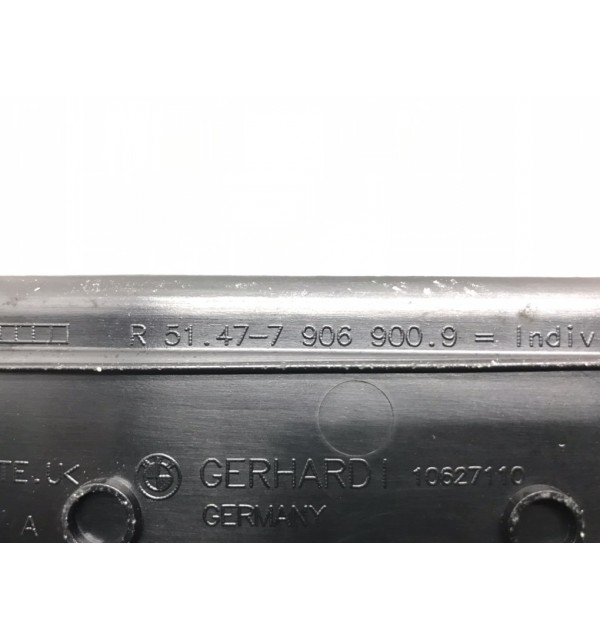 R 51.47-7 906 900.9 = Indiv
GERHARDI 10627110
GERMANY
A